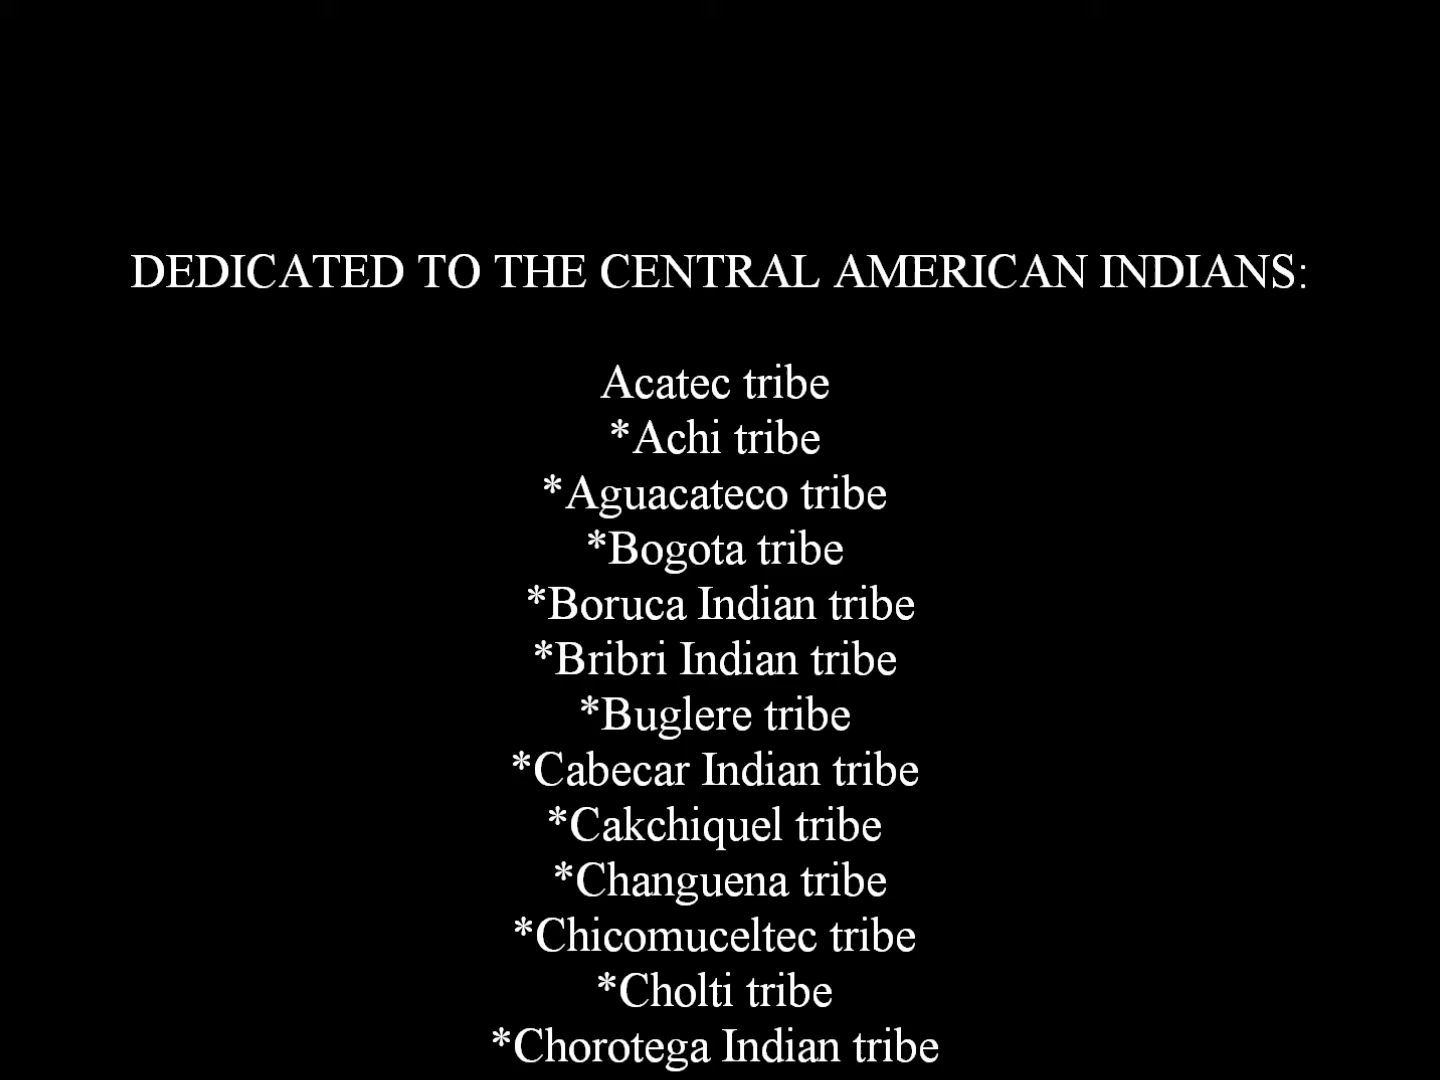 DEDICATED TO THE CENTRAL AMERICAN INDIANS:
Acatec tribe
*Achi tribe
*Aguacateco tribe
*Bogota tribe
*Boruca Indian tribe
*Bribri Indian tribe
*Buglere tribe
*Cabecar Indian tribe
*Cakchiquel tribe
*Changuena tribe
*Chicomuceltec tribe
*Cholti tribe
*Chorotega Indian tribe